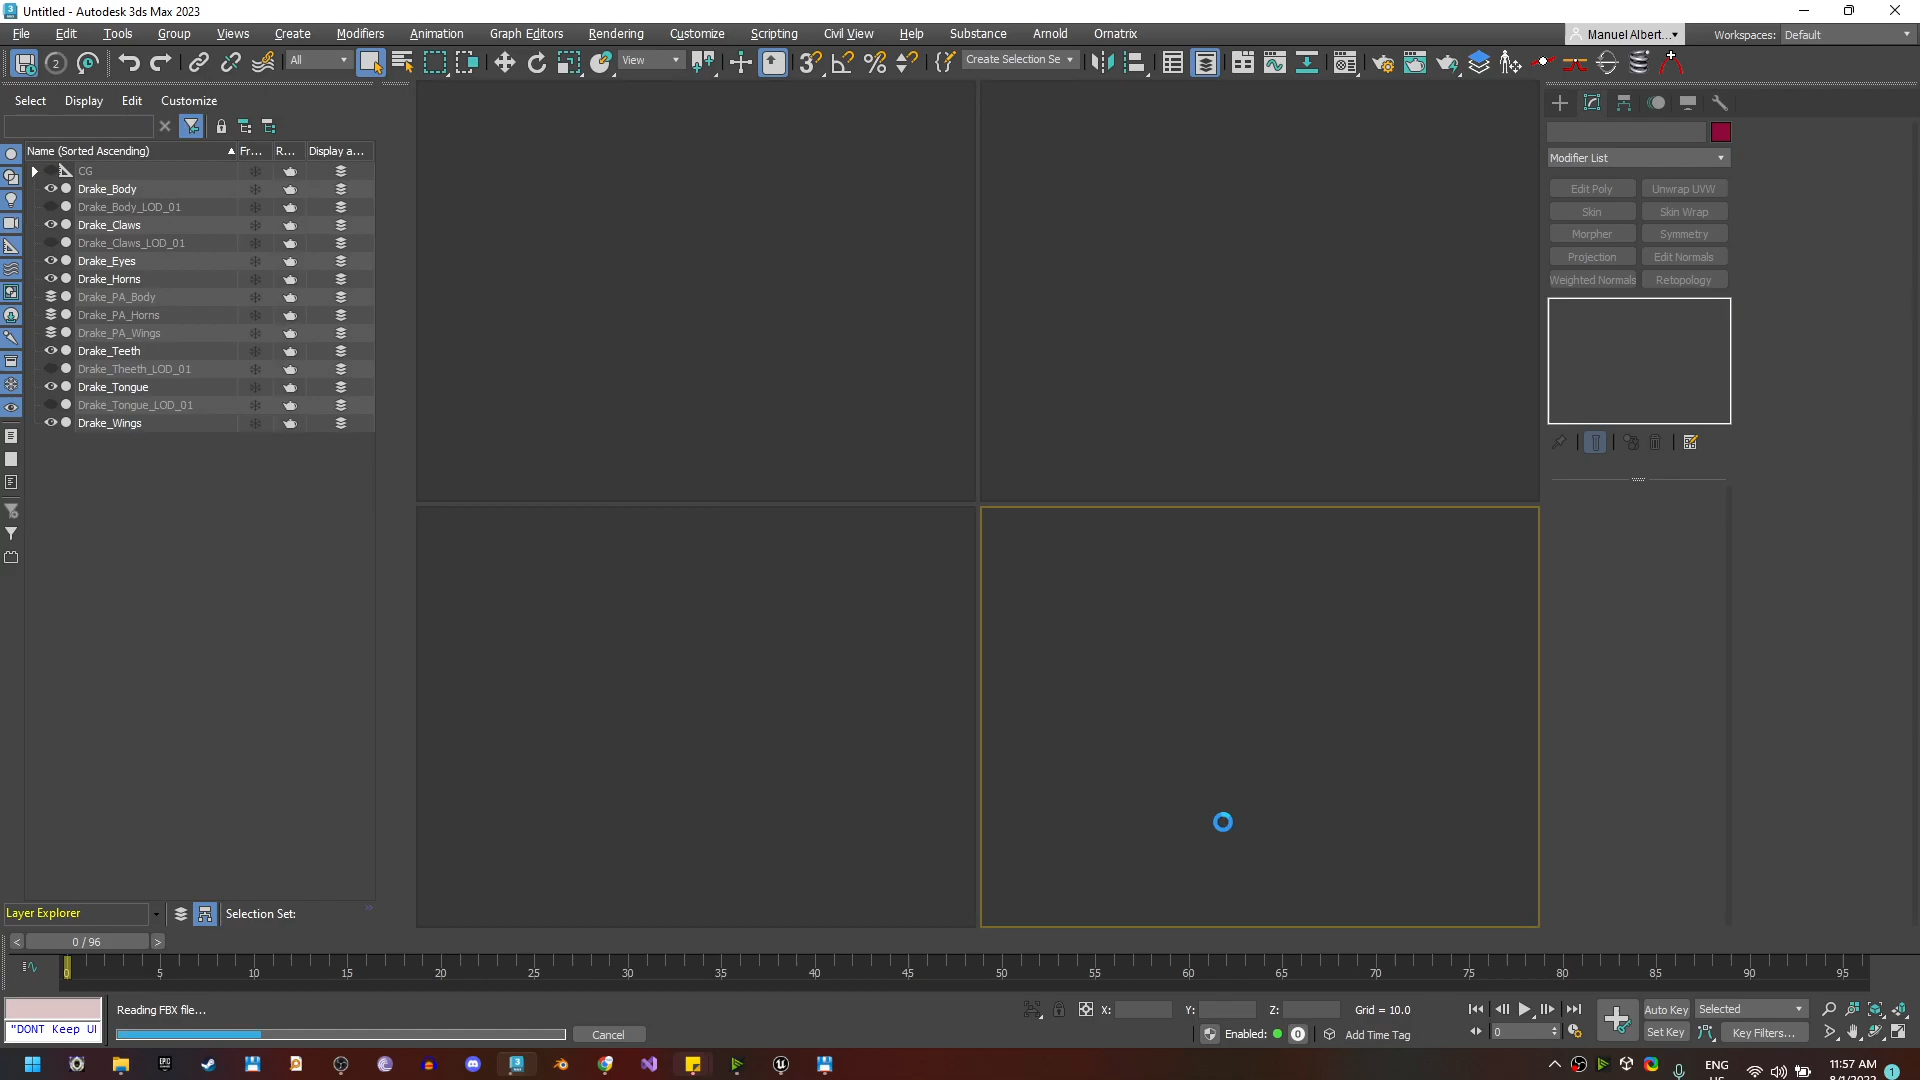 Untitled - Autodesk 3ds Max 2023
File Edit Tools Group Views Create Modifiers Animation Graph Editors Rendering Customize Scripting Civil View Help Substance Arnold Ornatrix
Manuel Albert... Workspaces: Default
2 All View 3 Create Selection Se
Select Display Edit Customize
Name (Sorted Ascending) Fr... R... Display a...
CG
Drake_Body
Drake_Body_LOD_01
Drake_Claws
Drake_Claws_LOD_01
Drake_Eyes
Drake_Horns
Drake_PA_Body
Drake_PA_Horns
Drake_PA_Wings
Drake_Teeth
Drake_Theeth_LOD_01
Drake_Tongue
Drake_Tongue_LOD_01
Drake_Wings
Modifier List
Edit Poly Unwrap UVW
Skin Skin Wrap
Morpher Symmetry
Projection Edit Normals
Weighted Normals Retopology
Layer Explorer Selection Set:
< 0 / 96 >
0 5 10 15 20 25 30 35 40 45 50 55 60 65 70 75 80 85 90 95
Reading FBX file... X: Y: Z: Grid = 10.0 Auto Key Selected
"DONT Keep UI Cancel Enabled: 0 Add Time Tag 0 Set Key Key Filters...
ENG 11:57 AM
1